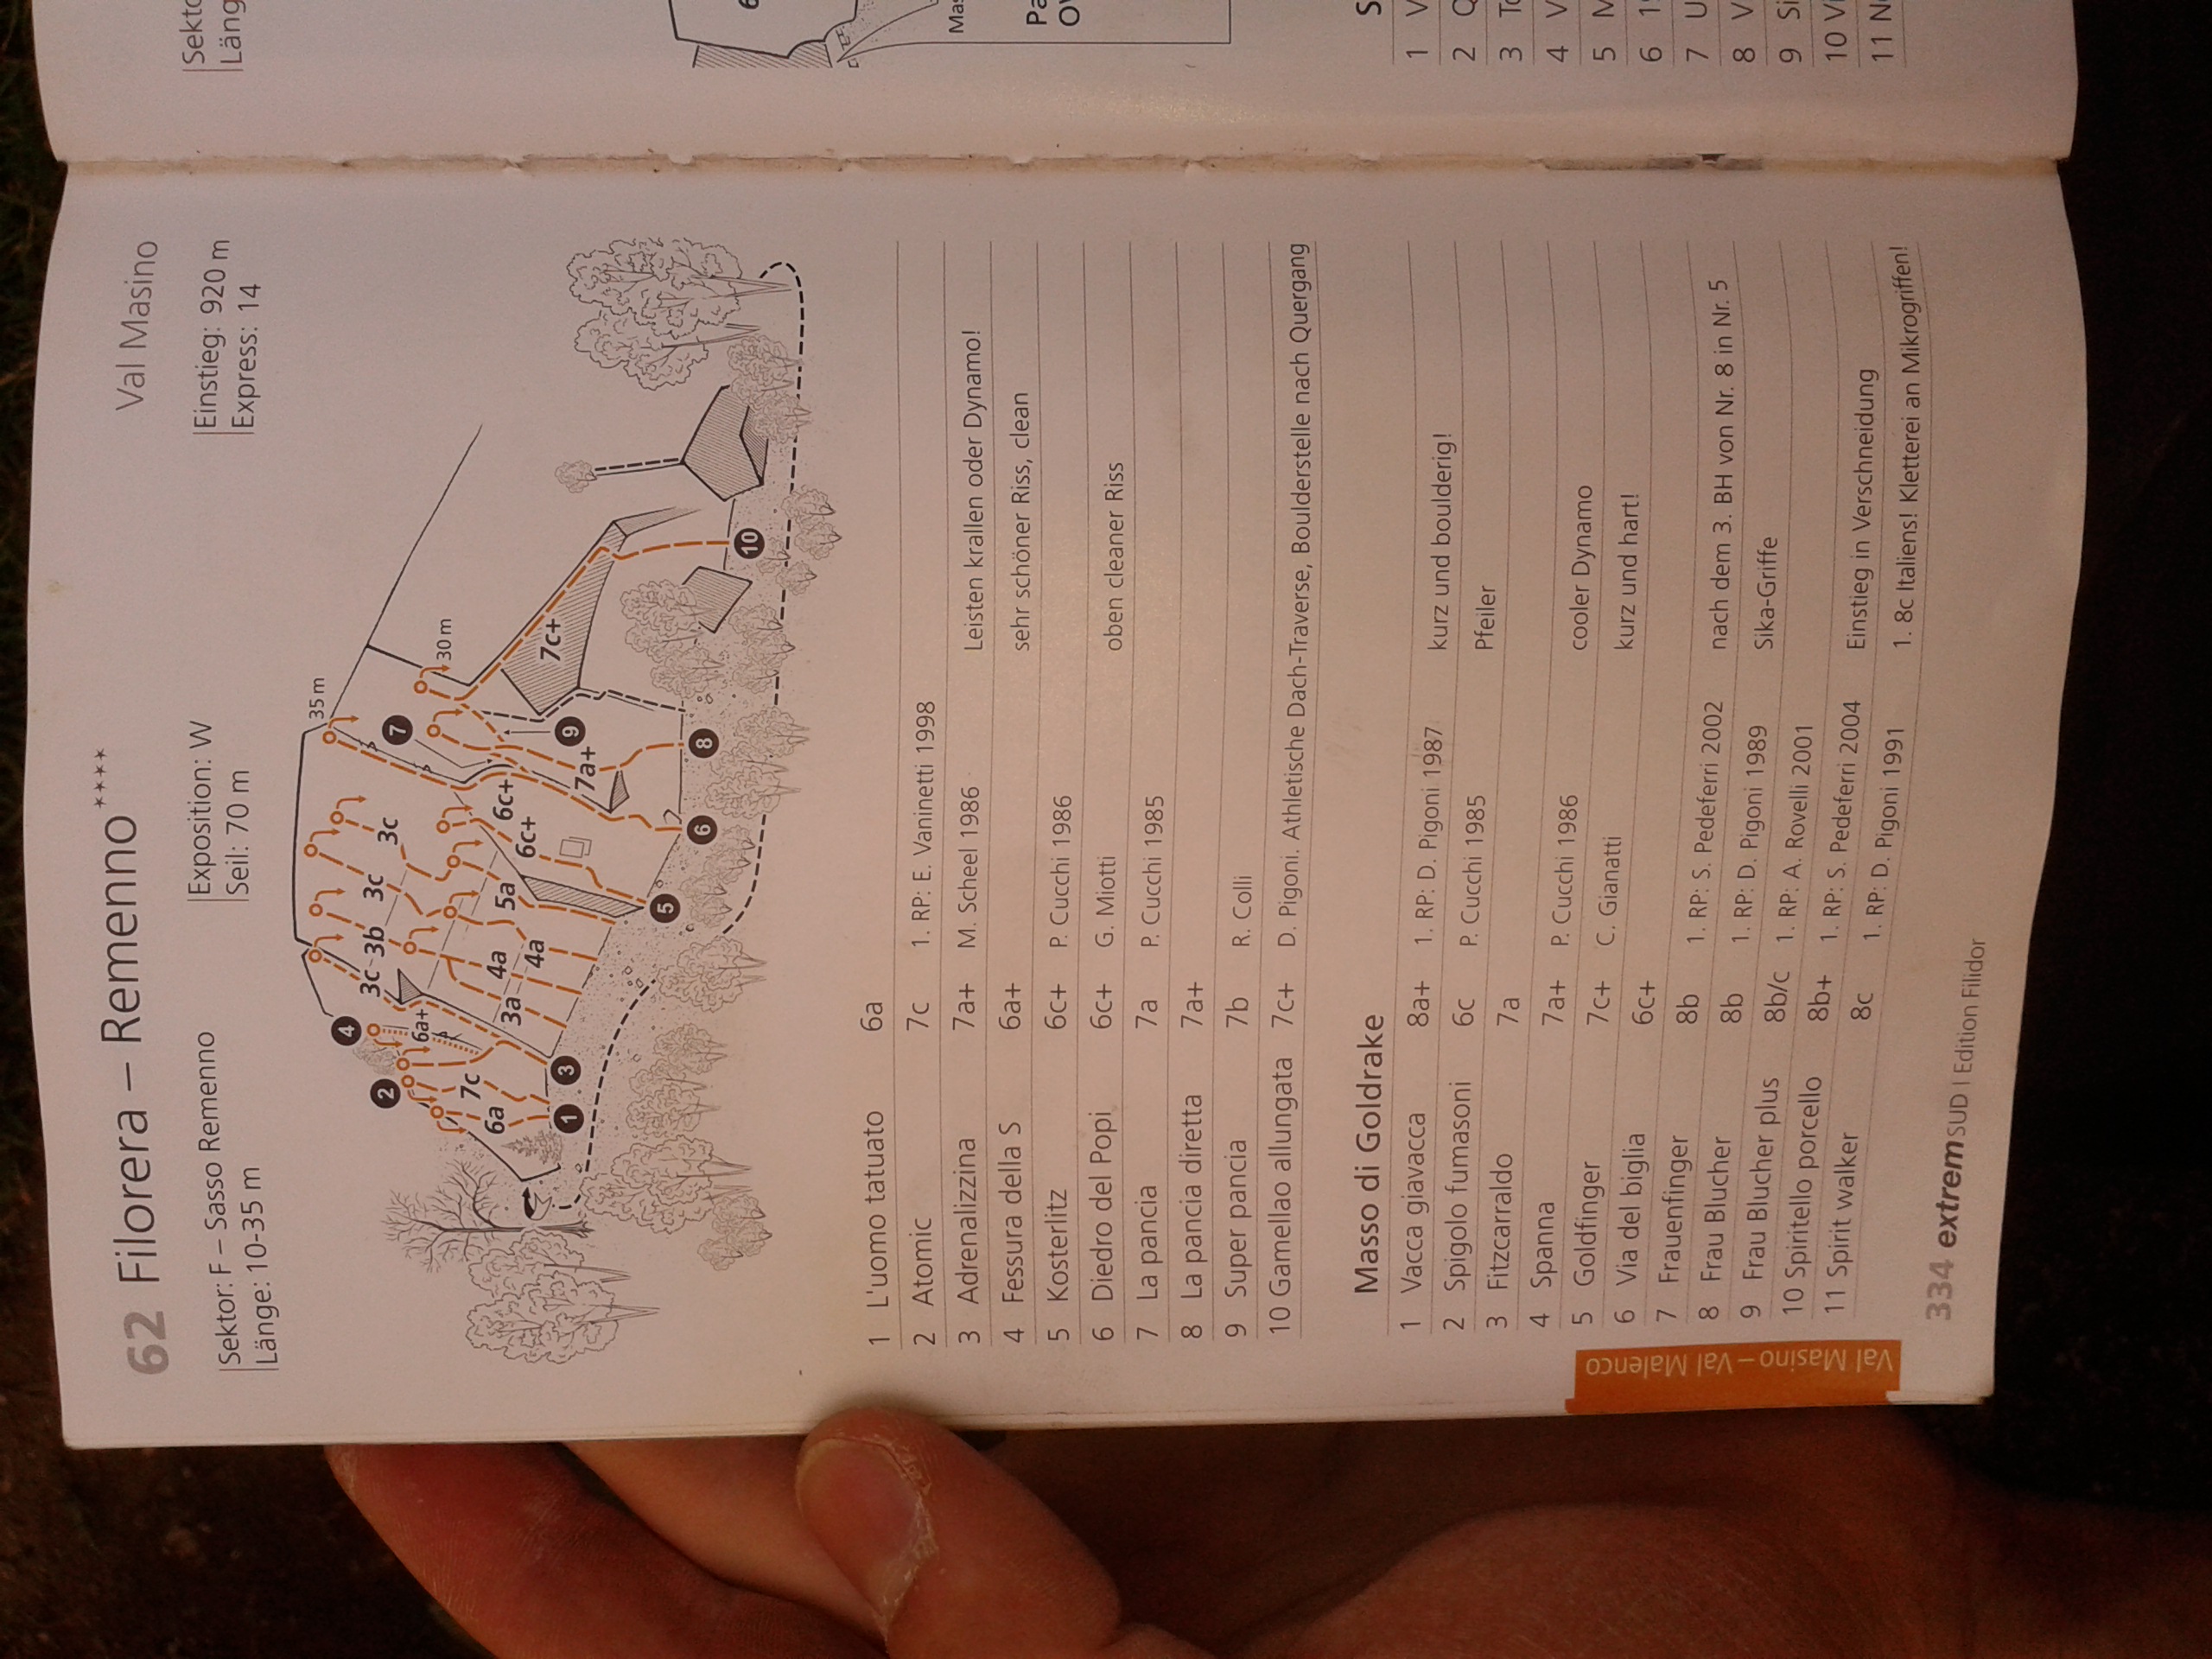 62 Filorera – Remenno****
Val Masino
Sektor: F – Sasso Remenno
Länge: 10-35 m
Exposition: W
Seil: 70 m
Einstieg: 920 m
Express: 14
35 m
4
2
3c 3b 3c 3c
7
6a+
30 m
7c
6a
3a
4a
4a
5a
6c+
6c+
7c+
1
3
7a+
9
5
6
8
10
1 L'uomo tatuato 6a
2 Atomic 7c 1. RP: E. Vaninetti 1998
3 Adrenalizzina 7a+ M. Scheel 1986 Leisten krallen oder Dynamo!
4 Fessura della S 6a+ sehr schöner Riss, clean
5 Kosterlitz 6c+ P. Cucchi 1986
6 Diedro del Popi 6c+ G. Miotti oben cleaner Riss
7 La pancia 7a P. Cucchi 1985
8 La pancia diretta 7a+
9 Super pancia 7b R. Colli
10 Gamellao allungata 7c+ D. Pigoni. Athletische Dach-Traverse, Boulderstelle nach Quergang
Masso di Goldrake
1 Vacca giavacca 8a+ 1. RP: D. Pigoni 1987 kurz und boulderig!
2 Spigolo fumasoni 6c P. Cucchi 1985 Pfeiler
3 Fitzcarraldo 7a
4 Spanna 7a+ P. Cucchi 1986 cooler Dynamo
5 Goldfinger 7c+ C. Gianatti kurz und hart!
6 Via del biglia 6c+
7 Frauenfinger 8b 1. RP: S. Pedeferri 2002 nach dem 3. BH von Nr. 8 in Nr. 5
8 Frau Blucher 8b 1. RP: D. Pigoni 1989 Sika-Griffe
9 Frau Blucher plus 8b/c 1. RP: A. Rovelli 2001
10 Spiritello porcello 8b+ 1. RP: S. Pedeferri 2004 Einstieg in Verschneidung
11 Spirit walker 8c 1. RP: D. Pigoni 1991 1. 8c Italiens! Kletterei an Mikrogriffen!
Val Masino – Val Malenco
334 extrem SUD | Edition Filidor
1
2
3
4
5
6
7
8
9
10
11